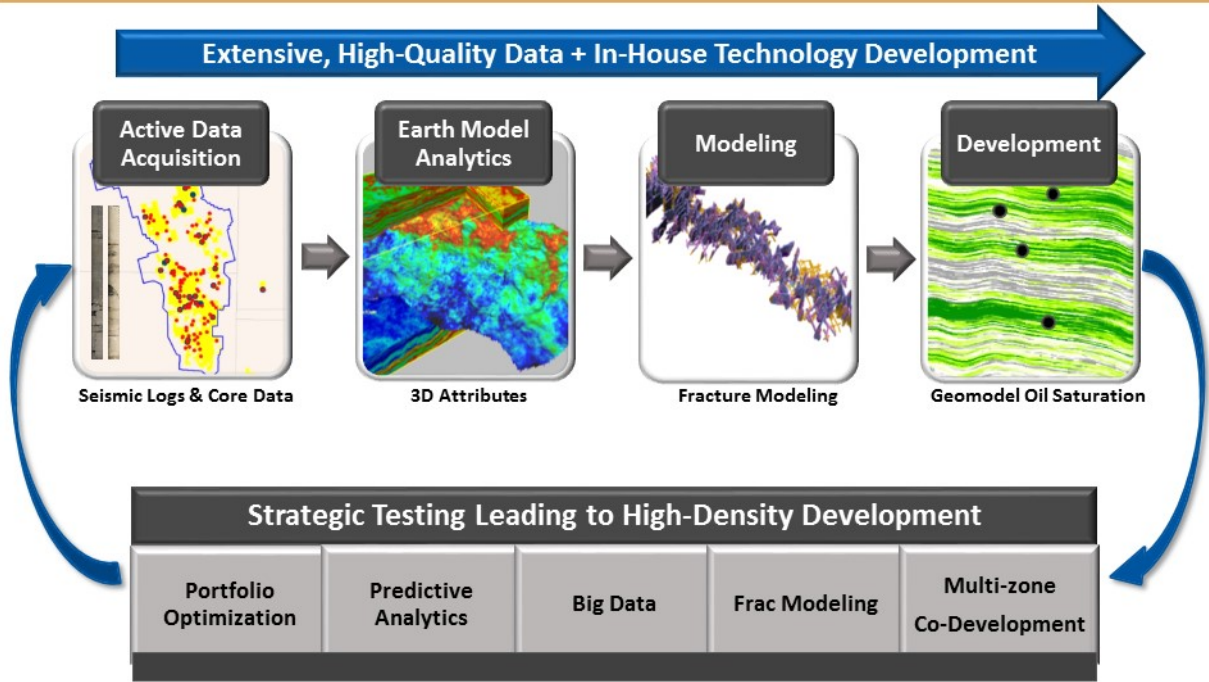 Extensive, High-Quality Data + In-House Technology Development
Active Data
Acquisition
Earth Model
Analytics
Modeling
Development
Seismic Logs & Core Data
3D Attributes
Fracture Modeling
Geomodel Oil Saturation
Strategic Testing Leading to High-Density Development
Portfolio
Optimization
Predictive
Analytics
Big Data
Frac Modeling
Multi-zone
Co-Development